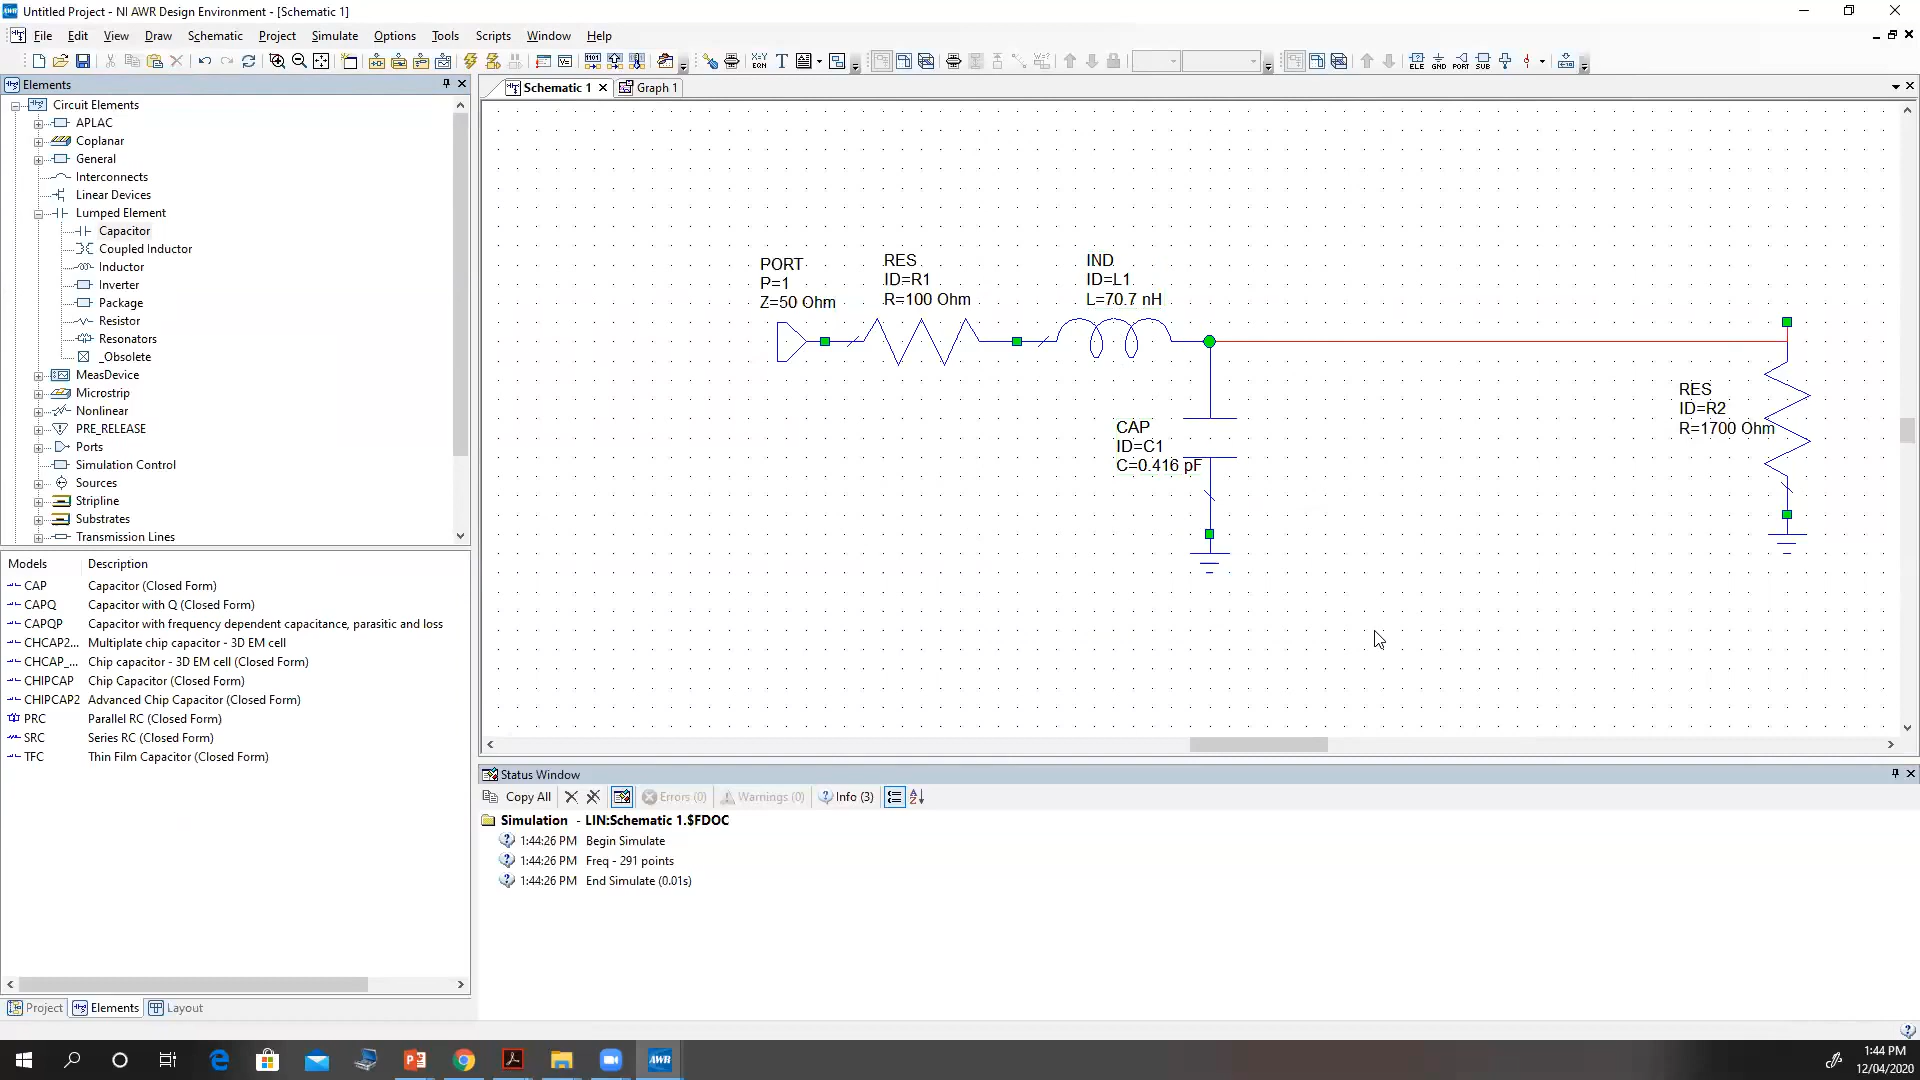 Untitled Project - NI AWR Design Environment - [Schematic 1]
File Edit View Draw Schematic Project Simulate Options Tools Scripts Window Help
Elements
Circuit Elements
APLAC
Coplanar
General
Interconnects
Linear Devices
Lumped Element
Capacitor
Coupled Inductor
Inductor
Inverter
Package
Resistor
Resonators
_Obsolete
MeasDevice
Microstrip
Nonlinear
PRE_RELEASE
Ports
Simulation Control
Sources
Stripline
Substrates
Transmission Lines
Models Description
CAP Capacitor (Closed Form)
CAPQ Capacitor with Q (Closed Form)
CAPQP Capacitor with frequency dependent capacitance, parasitic and loss
CHCAP2... Multiplate chip capacitor - 3D EM cell
CHCAP_... Chip capacitor - 3D EM cell (Closed Form)
CHIPCAP Chip Capacitor (Closed Form)
CHIPCAP2 Advanced Chip Capacitor (Closed Form)
PRC Parallel RC (Closed Form)
SRC Series RC (Closed Form)
TFC Thin Film Capacitor (Closed Form)
Project Elements Layout
Schematic 1 Graph 1
PORT
P=1
Z=50 Ohm
RES
ID=R1
R=100 Ohm
IND
ID=L1
L=70.7 nH
CAP
ID=C1
C=0.416 pF
RES
ID=R2
R=1700 Ohm
Status Window
Copy All Errors (0) Warnings (0) Info (3)
Simulation - LIN:Schematic 1.$FDOC
1:44:26 PM Begin Simulate
1:44:26 PM Freq - 291 points
1:44:26 PM End Simulate (0.01s)
1:44 PM
12/04/2020